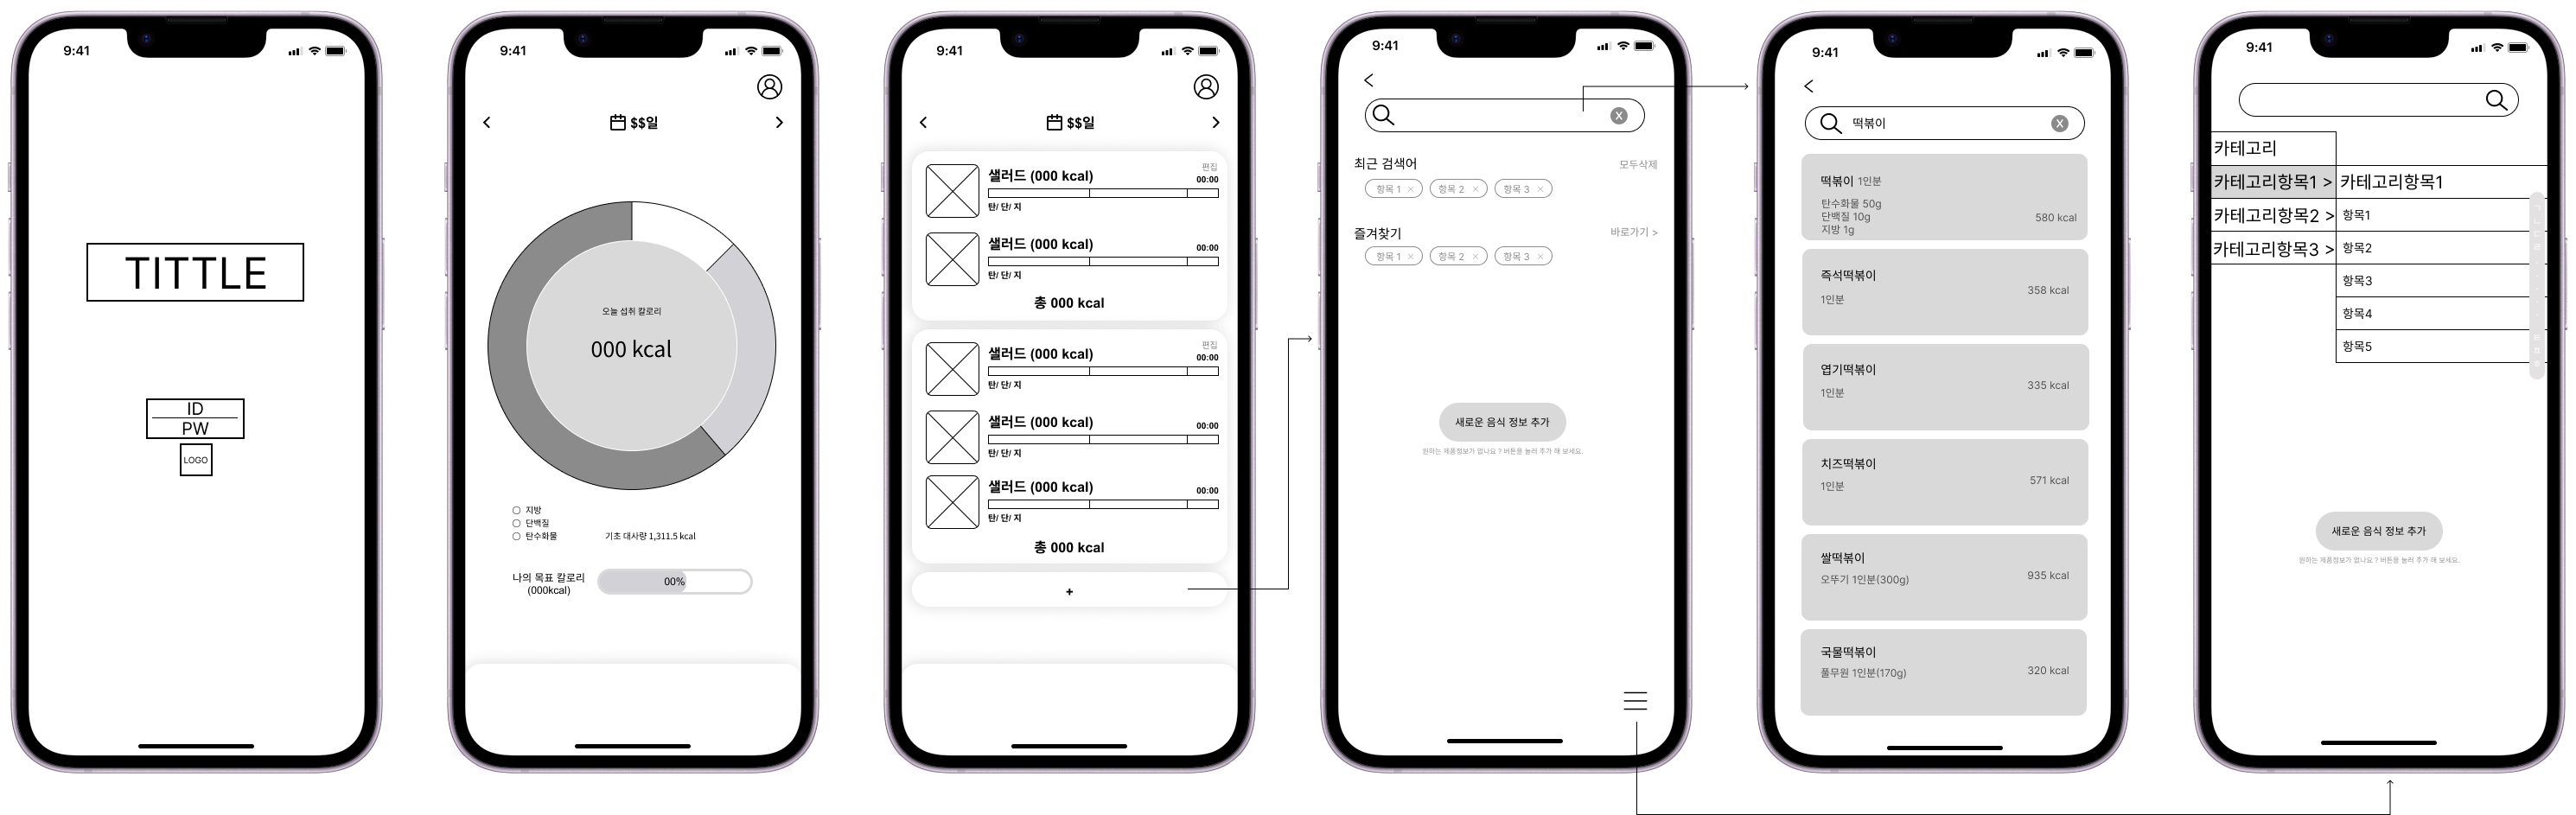 9:41
TITTLE
ID
PW
LOGO
9:41
$$일
오늘 섭취 칼로리
000 kcal
지방
단백질
탄수화물
기초 대사량 1,311.5 kcal
나의 목표 칼로리
(000kcal)
00%
9:41
$$일
편집
샐러드 (000 kcal)
00:00
탄/ 단/ 지
샐러드 (000 kcal)
00:00
탄/ 단/ 지
총 000 kcal
편집
샐러드 (000 kcal)
00:00
탄/ 단/ 지
샐러드 (000 kcal)
00:00
탄/ 단/ 지
샐러드 (000 kcal)
00:00
탄/ 단/ 지
총 000 kcal
+
9:41
X
최근 검색어
모두삭제
항목 1 ×
항목 2 ×
항목 3 ×
즐겨찾기
바로가기 >
항목 1 ×
항목 2 ×
항목 3 ×
새로운 음식 정보 추가
원하는 제품정보가 없나요 ? 버튼을 눌러 추가 해 보세요.
9:41
떡볶이
X
떡볶이 1인분
탄수화물 50g
단백질 10g
지방 1g
580 kcal
즉석떡볶이
1인분
358 kcal
엽기떡볶이
1인분
335 kcal
치즈떡볶이
1인분
571 kcal
쌀떡볶이
오뚜기 1인분(300g)
935 kcal
국물떡볶이
풀무원 1인분(170g)
320 kcal
9:41
카테고리
카테고리항목1 >
카테고리항목1
카테고리항목2 >
항목1
카테고리항목3 >
항목2
항목3
항목4
항목5
새로운 음식 정보 추가
원하는 제품정보가 없나요 ? 버튼을 눌러 추가 해 보세요.